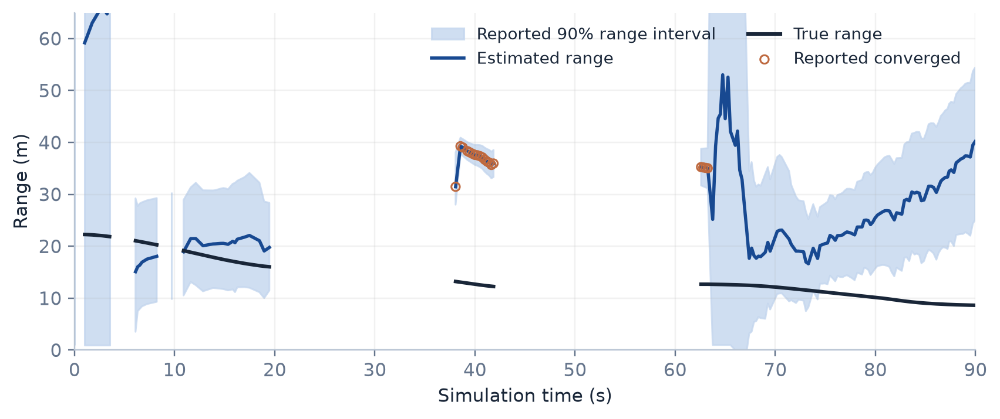 Range (m)
60
50
40
30
20
10
0
Reported 90% range interval
Estimated range
True range
Reported converged
0 10 20 30 40 50 60 70 80 90
Simulation time (s)